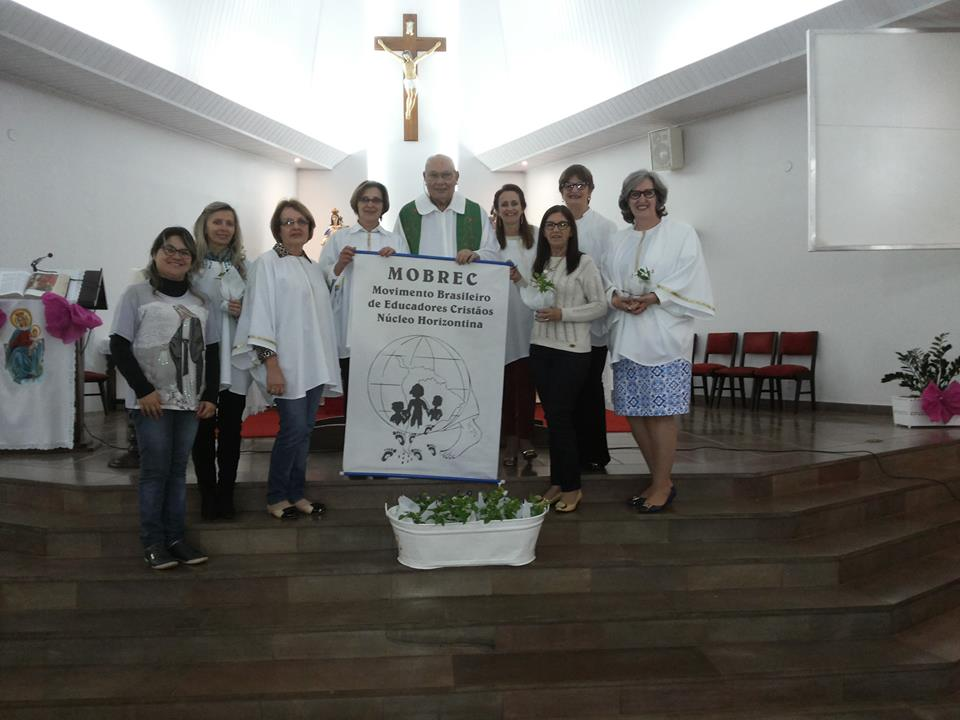 MOBREC
Movimento Brasileiro
de Educadores Cristãos
Núcleo Horizontina